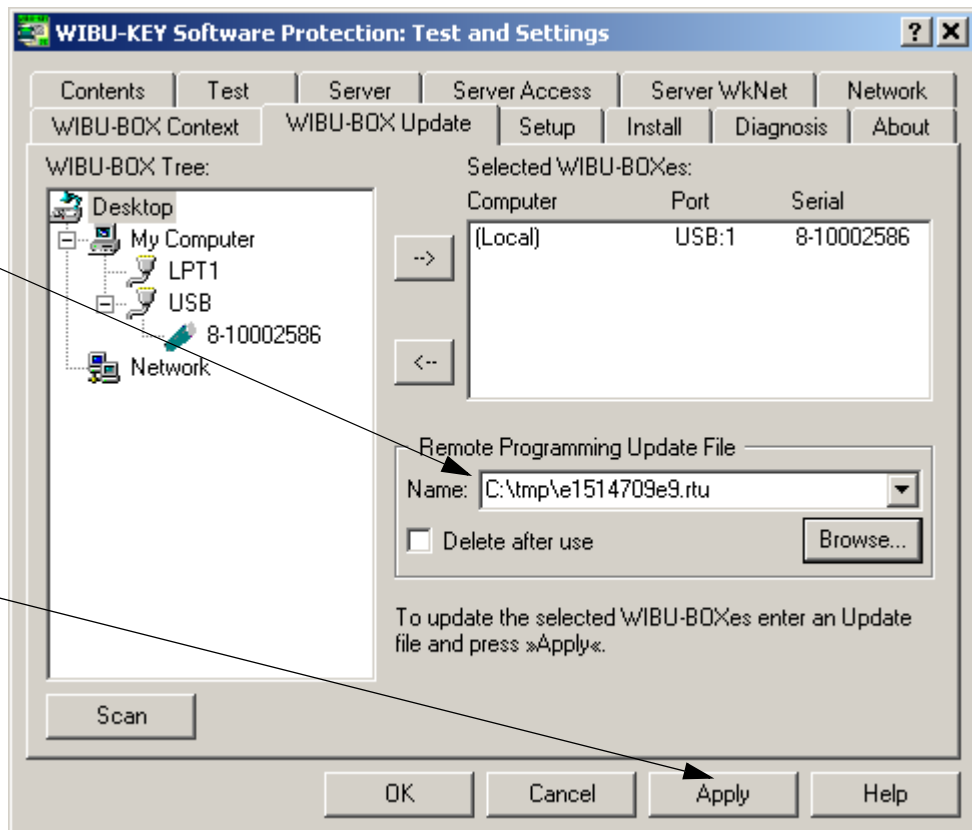 WIBU-KEY Software Protection: Test and Settings
Contents Test Server Server Access Server WkNet Network
WIBU-BOX Context WIBU-BOX Update Setup Install Diagnosis About
WIBU-BOX Tree:
Desktop
My Computer
LPT1
USB
8-10002586
Network
Scan
Selected WIBU-BOXes:
Computer Port Serial
(Local) USB:1 8-10002586
-->
<--
Remote Programming Update File
Name: C:\tmp\e1514709e9.rtu
Delete after use
Browse...
To update the selected WIBU-BOXes enter an Update
file and press »Apply«.
OK Cancel Apply Help